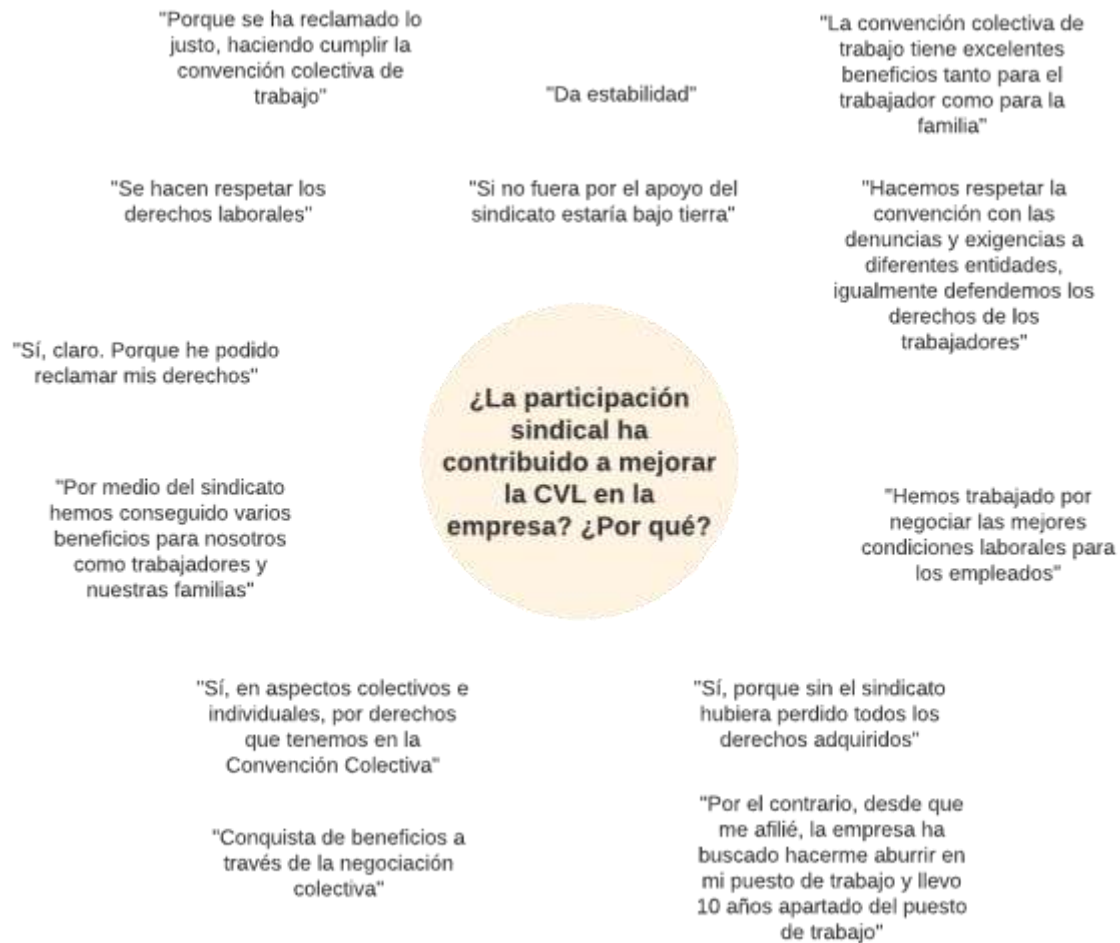 "Porque se ha reclamado lo
justo, haciendo cumplir la
convención colectiva de
trabajo"
"Da estabilidad"
"La convención colectiva de
trabajo tiene excelentes
beneficios tanto para el
trabajador como para la
familia"
"Se hacen respetar los
derechos laborales"
"Si no fuera por el apoyo del
sindicato estaría bajo tierra"
"Hacemos respetar la
convención con las
denuncias y exigencias a
diferentes entidades,
igualmente defendemos los
derechos de los
trabajadores"
"Sí, claro. Porque he podido
reclamar mis derechos"
¿La participación
sindical ha
contribuido a mejorar
la CVL en la
empresa? ¿Por qué?
"Por medio del sindicato
hemos conseguido varios
beneficios para nosotros
como trabajadores y
nuestras familias"
"Hemos trabajado por
negociar las mejores
condiciones laborales para
los empleados"
"Sí, en aspectos colectivos e
individuales, por derechos
que tenemos en la
Convención Colectiva"
"Sí, porque sin el sindicato
hubiera perdido todos los
derechos adquiridos"
"Conquista de beneficios a
través de la negociación
colectiva"
"Por el contrario, desde que
me afilié, la empresa ha
buscado hacerme aburrir en
mi puesto de trabajo y llevo
10 años apartado del puesto
de trabajo"